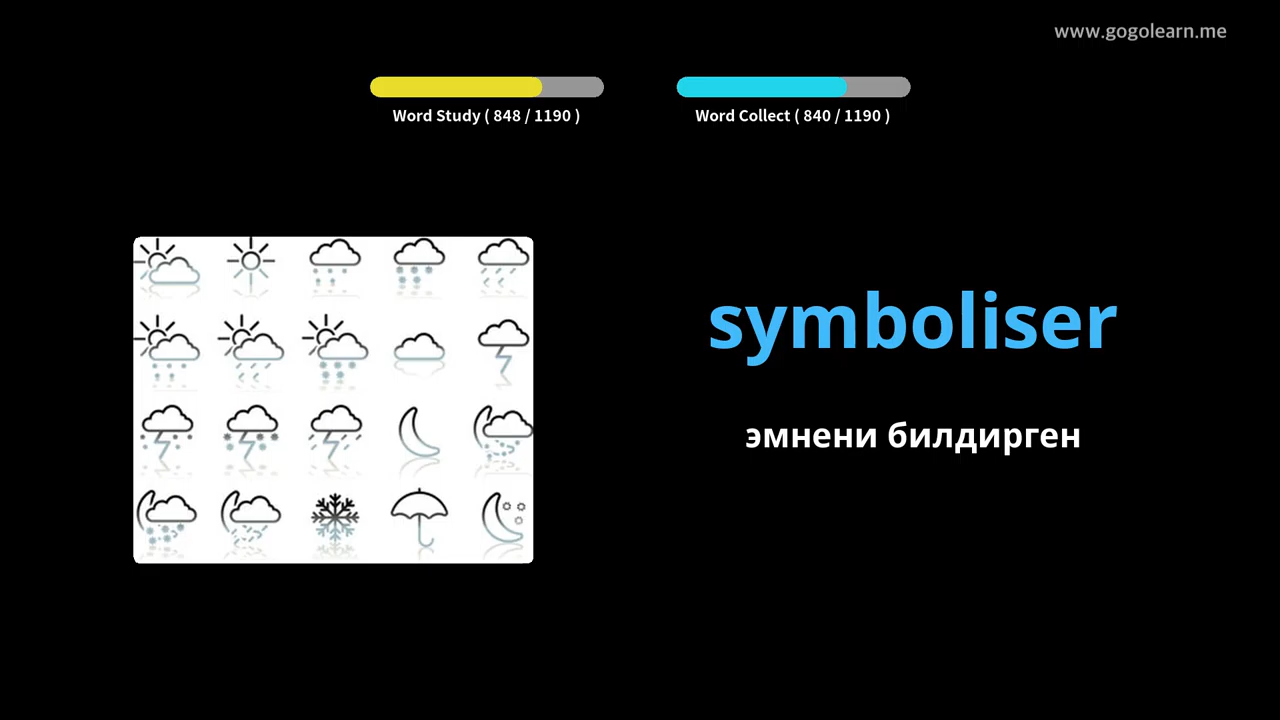 www.gogolearn.me
Word Study ( 848 / 1190 )
Word Collect ( 840 / 1190 )
symboliser
эмнени билдирген